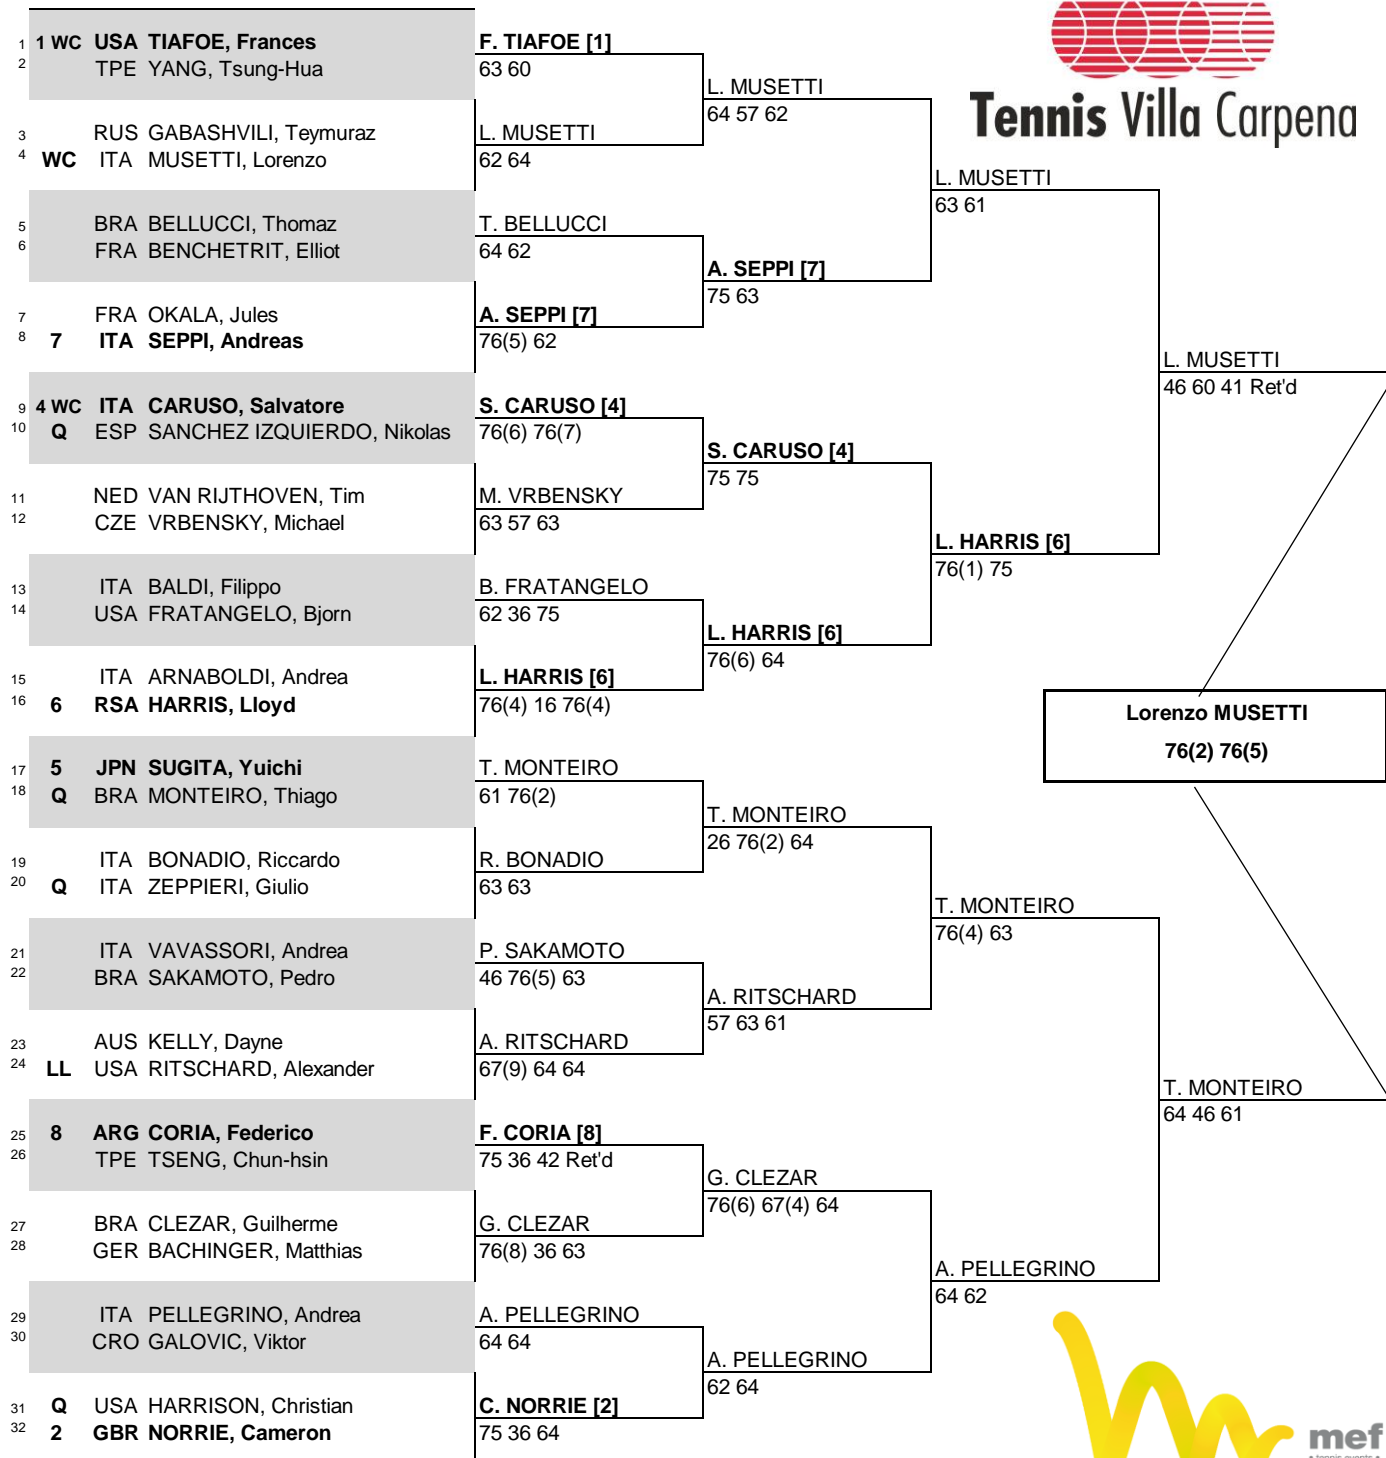 Tennis Villa Carpena
1 1 WC USA TIAFOE, Frances
2 TPE YANG, Tsung-Hua
3 RUS GABASHVILI, Teymuraz
4 WC ITA MUSETTI, Lorenzo
5 BRA BELLUCCI, Thomaz
6 FRA BENCHETRIT, Elliot
7 FRA OKALA, Jules
8 7 ITA SEPPI, Andreas
9 4 WC ITA CARUSO, Salvatore
10 Q ESP SANCHEZ IZQUIERDO, Nikolas
11 NED VAN RIJTHOVEN, Tim
12 CZE VRBENSKY, Michael
13 ITA BALDI, Filippo
14 USA FRATANGELO, Bjorn
15 ITA ARNABOLDI, Andrea
16 6 RSA HARRIS, Lloyd
17 5 JPN SUGITA, Yuichi
18 Q BRA MONTEIRO, Thiago
19 ITA BONADIO, Riccardo
20 Q ITA ZEPPIERI, Giulio
21 ITA VAVASSORI, Andrea
22 BRA SAKAMOTO, Pedro
23 AUS KELLY, Dayne
24 LL USA RITSCHARD, Alexander
25 8 ARG CORIA, Federico
26 TPE TSENG, Chun-hsin
27 BRA CLEZAR, Guilherme
28 GER BACHINGER, Matthias
29 ITA PELLEGRINO, Andrea
30 CRO GALOVIC, Viktor
31 Q USA HARRISON, Christian
32 2 GBR NORRIE, Cameron
F. TIAFOE [1]
63 60
L. MUSETTI
62 64
T. BELLUCCI
64 62
A. SEPPI [7]
76(5) 62
S. CARUSO [4]
76(6) 76(7)
M. VRBENSKY
63 57 63
B. FRATANGELO
62 36 75
L. HARRIS [6]
76(4) 16 76(4)
T. MONTEIRO
61 76(2)
R. BONADIO
63 63
P. SAKAMOTO
46 76(5) 63
A. RITSCHARD
67(9) 64 64
F. CORIA [8]
75 36 42 Ret'd
G. CLEZAR
76(8) 36 63
A. PELLEGRINO
64 64
C. NORRIE [2]
75 36 64
L. MUSETTI
64 57 62
A. SEPPI [7]
75 63
S. CARUSO [4]
75 75
L. HARRIS [6]
76(6) 64
T. MONTEIRO
26 76(2) 64
A. RITSCHARD
57 63 61
G. CLEZAR
76(6) 67(4) 64
A. PELLEGRINO
62 64
L. MUSETTI
63 61
L. HARRIS [6]
76(1) 75
T. MONTEIRO
76(4) 63
A. PELLEGRINO
64 62
L. MUSETTI
46 60 41 Ret'd
T. MONTEIRO
64 46 61
Lorenzo MUSETTI
76(2) 76(5)
mef
tennis events